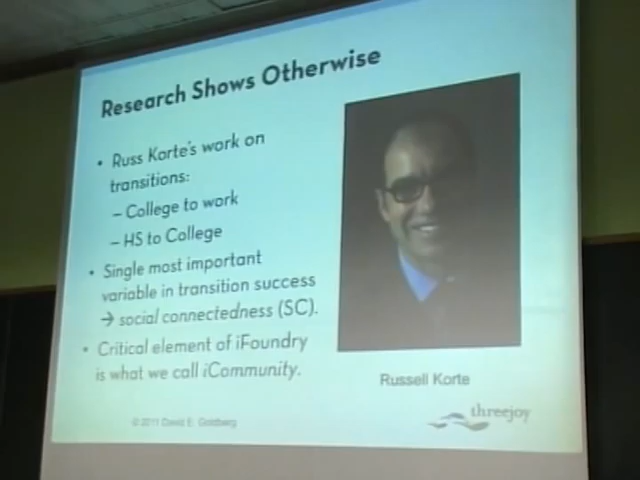 Research Shows Otherwise
• Russ Korte's work on
transitions:
– College to work
– HS to College
• Single most important
variable in transition success
→ social connectedness (SC).
• Critical element of iFoundry
is what we call iCommunity.
Russell Korte
© 2011 David E. Goldberg
threejoy